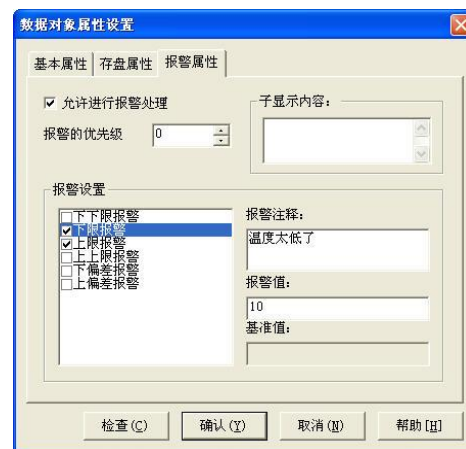 数据对象属性设置
基本属性 存盘属性 报警属性
允许进行报警处理
子显示内容:
报警的优先级 0
报警设置
下下限报警
下限报警
上限报警
上上限报警
下偏差报警
上偏差报警
报警注释:
温度太低了
报警值:
10
基准值:
检查(C) 确认(Y) 取消(N) 帮助[H]